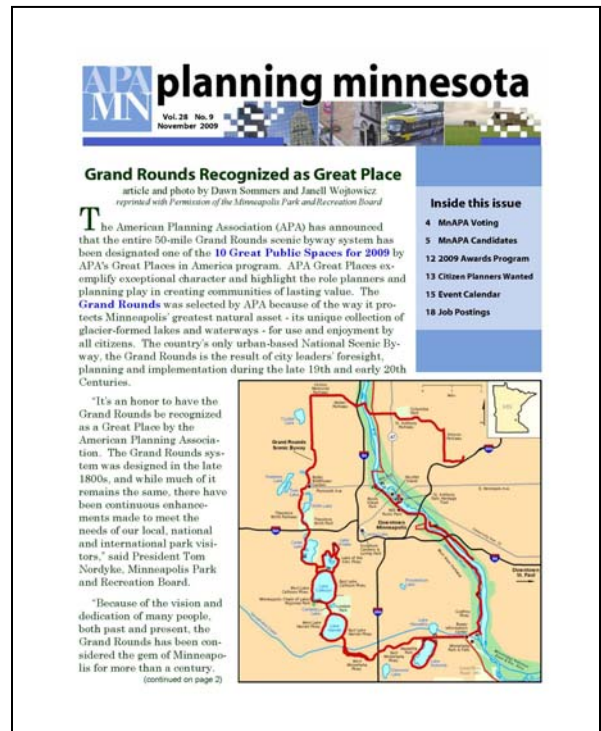 APA
MN
planning minnesota
Vol. 28 No. 9
November 2009
Grand Rounds Recognized as Great Place
article and photo by Dawn Sommers and Janell Wojtowicz
reprinted with Permission of the Minneapolis Park and Recreation Board
The American Planning Association (APA) has announced
that the entire 50-mile Grand Rounds scenic byway system has
been designated one of the 10 Great Public Spaces for 2009 by
APA's Great Places in America program. APA Great Places ex-
emplify exceptional character and highlight the role planners and
planning play in creating communities of lasting value. The
Grand Rounds was selected by APA because of the way it pro-
tects Minneapolis' greatest natural asset - its unique collection of
glacier-formed lakes and waterways - for use and enjoyment by
all citizens. The country's only urban-based National Scenic By-
way, the Grand Rounds is the result of city leaders' foresight,
planning and implementation during the late 19th and early 20th
Centuries.
"It's an honor to have the
Grand Rounds be recognized
as a Great Place by the
American Planning Associa-
tion. The Grand Rounds sys-
tem was designed in the late
1800s, and while much of it
remains the same, there have
been continuous enhance-
ments made to meet the
needs of our local, national
and international park visi-
tors," said President Tom
Nordyke, Minneapolis Park
and Recreation Board.
"Because of the vision and
dedication of many people,
both past and present, the
Grand Rounds has been con-
sidered the gem of Minneapo-
lis for more than a century.
(continued on page 2)
Inside this issue
4 MnAPA Voting
5 MnAPA Candidates
12 2009 Awards Program
13 Citizen Planners Wanted
15 Event Calendar
18 Job Postings
Grand Rounds
Scenic Byway
Downtown
Minneapolis
Downtown
St. Paul